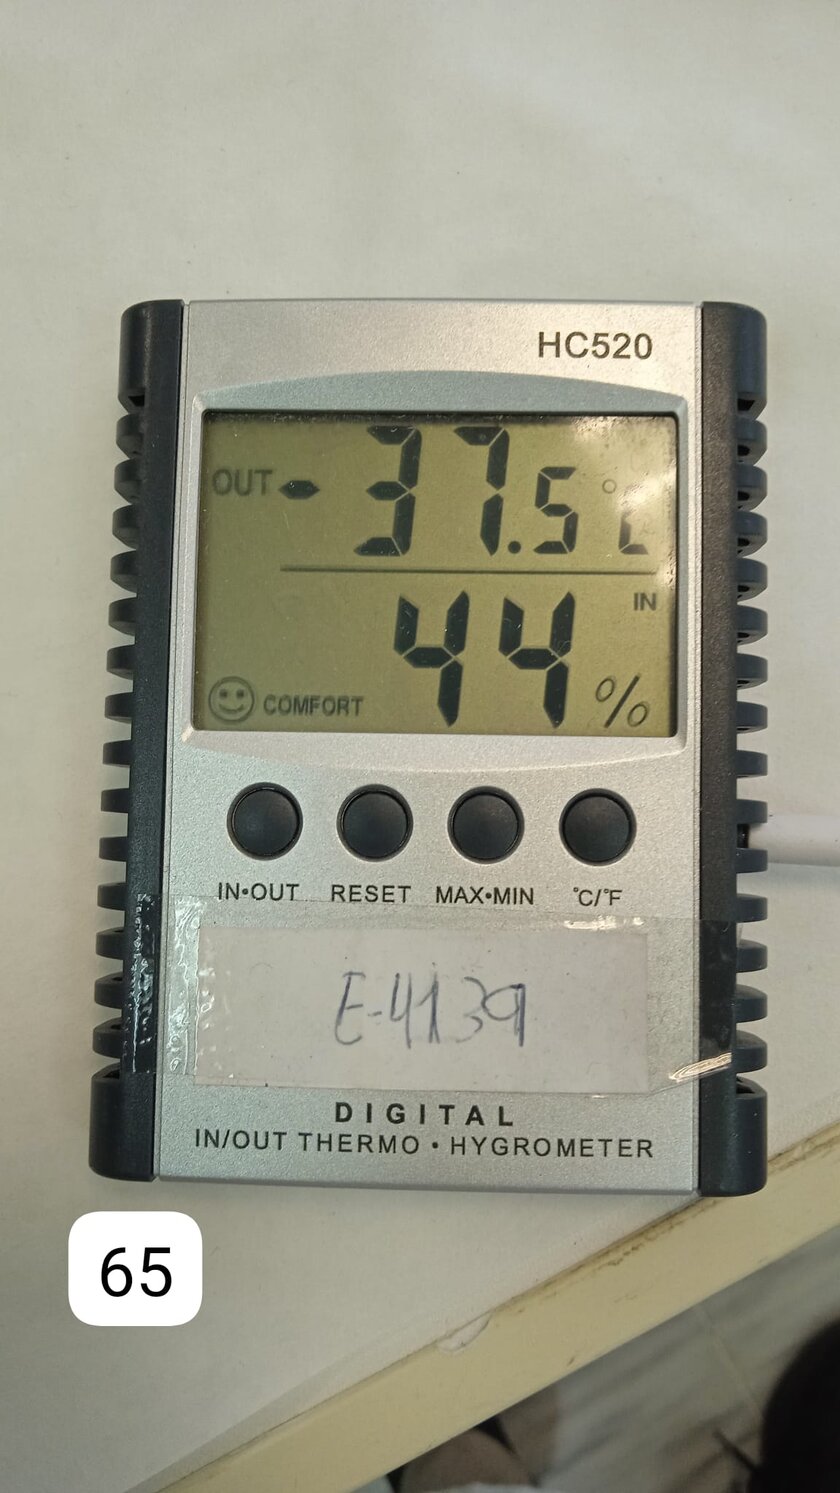 HC520
OUT -37.5 °C
IN
44 %
COMFORT
IN•OUT RESET MAX•MIN °C/°F
E-4139
DIGITAL
IN/OUT THERMO • HYGROMETER
65